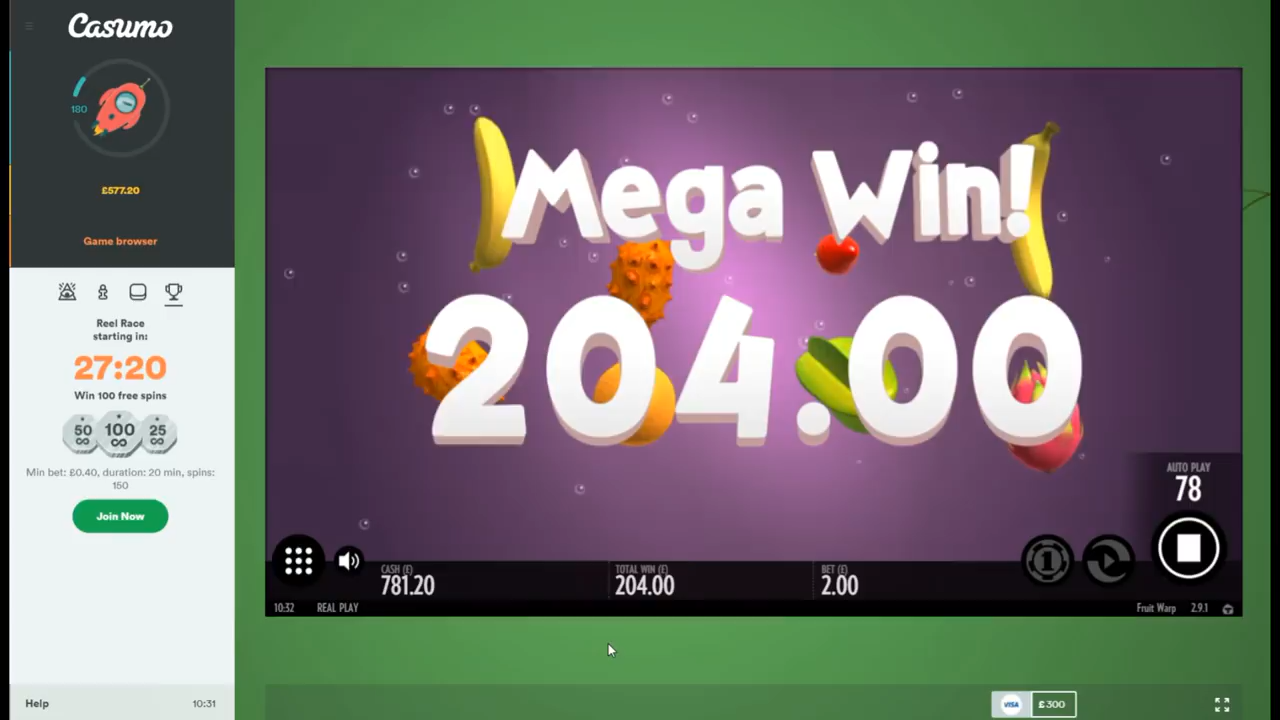 Casumo
180
£577.20
Game browser
Reel Race
starting in:
27:20
Win 100 free spins
50 100 25
Min bet: £0.40, duration: 20 min, spins:
150
Join Now
Help 10:31
Mega Win!
204.00
AUTO PLAY
78
CASH (£) TOTAL WIN (£) BET (£)
781.20 204.00 2.00
1
10:32 REAL PLAY Fruit Warp 2.9.1
VISA £300